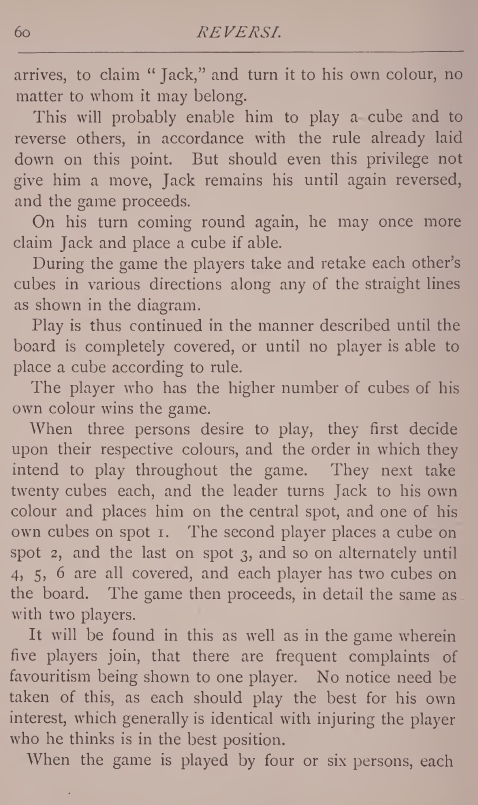 60
REVERSI.
arrives, to claim “ Jack,” and turn it to his own colour, no
matter to whom it may belong.
This will probably enable him to play a cube and to
reverse others, in accordance with the rule already laid
down on this point. But should even this privilege not
give him a move, Jack remains his until again reversed,
and the game proceeds.
On his turn coming round again, he may once more
claim Jack and place a cube if able.
During the game the players take and retake each other’s
cubes in various directions along any of the straight lines
as shown in the diagram.
Play is thus continued in the manner described until the
board is completely covered, or until no player is able to
place a cube according to rule.
The player who has the higher number of cubes of his
own colour wins the game.
When three persons desire to play, they first decide
upon their respective colours, and the order in which they
intend to play throughout the game. They next take
twenty cubes each, and the leader turns Jack to his own
colour and places him on the central spot, and one of his
own cubes on spot 1. The second player places a cube on
spot 2, and the last on spot 3, and so on alternately until
4, 5, 6 are all covered, and each player has two cubes on
the board. The game then proceeds, in detail the same as
with two players.
It will be found in this as well as in the game wherein
five players join, that there are frequent complaints of
favouritism being shown to one player. No notice need be
taken of this, as each should play the best for his own
interest, which generally is identical with injuring the player
who he thinks is in the best position.
When the game is played by four or six persons, each